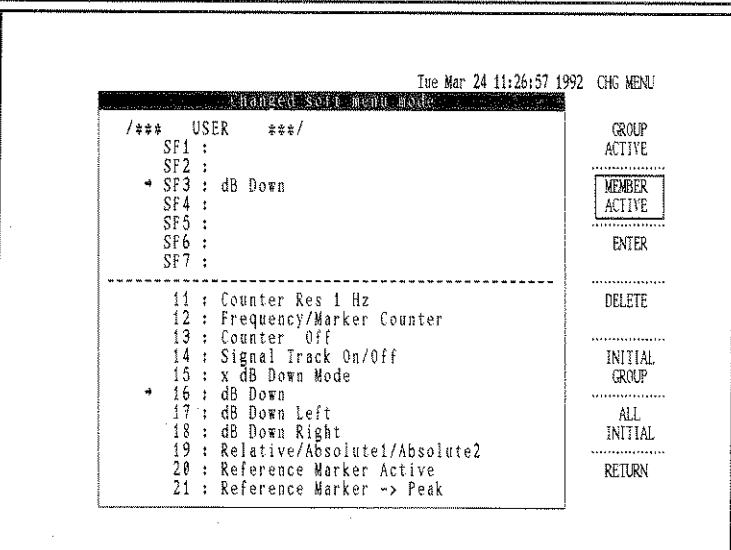 Tue Mar 24 11:26:57 1992 CHG MENU
Changed soft menu mode
/*** USER ***/
SF1 :
SF2 :
→ SF3 : dB Down
SF4 :
SF5 :
SF6 :
SF7 :
11 : Counter Res 1 Hz
12 : Frequency/Marker Counter
13 : Counter Off
14 : Signal Track On/Off
15 : x dB Down Mode
→ 16 : dB Down
17 : dB Down Left
18 : dB Down Right
19 : Relative/Absolute1/Absolute2
20 : Reference Marker Active
21 : Reference Marker ~> Peak
GROUP
ACTIVE
MEMBER
ACTIVE
ENTER
DELETE
INITIAL
GROUP
ALL
INITIAL
RETURN